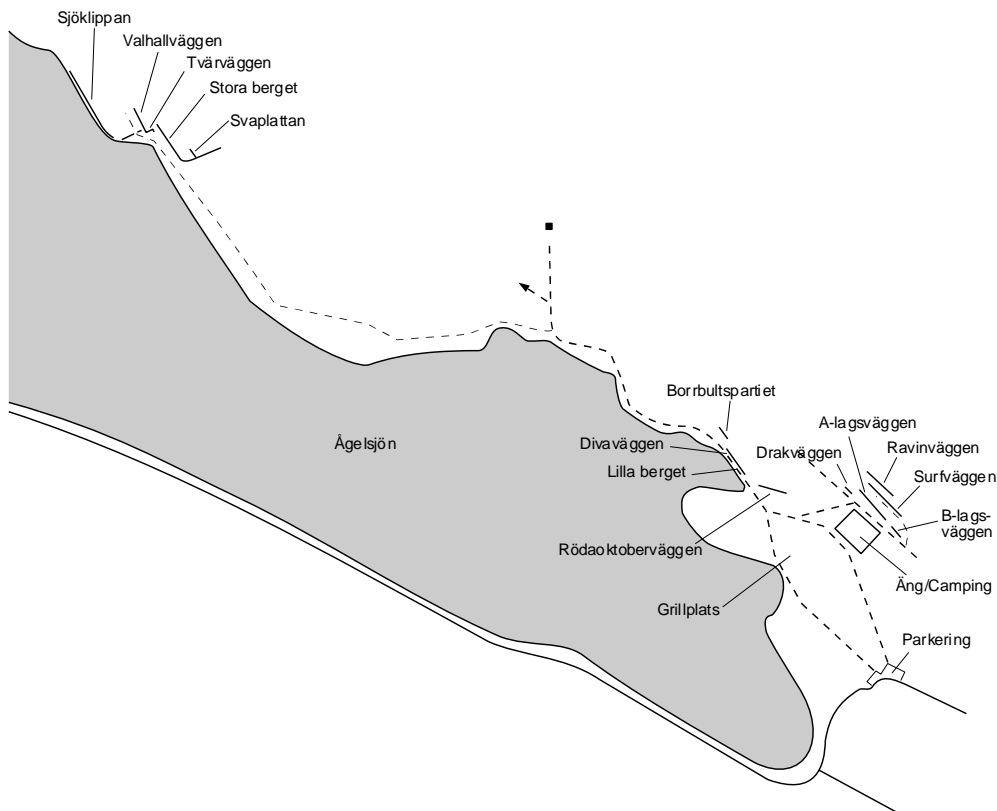 Sjöklippan
Valhallväggen
Tvärväggen
Stora berget
Svaplattan
Borrbultspartiet
A-lagsväggen
Ågelsjön
Divaväggen
Drakväggen
Ravinväggen
Lilla berget
Surfväggen
B-lags-
väggen
Rödaoktoberväggen
Äng/Camping
Grillplats
Parkering